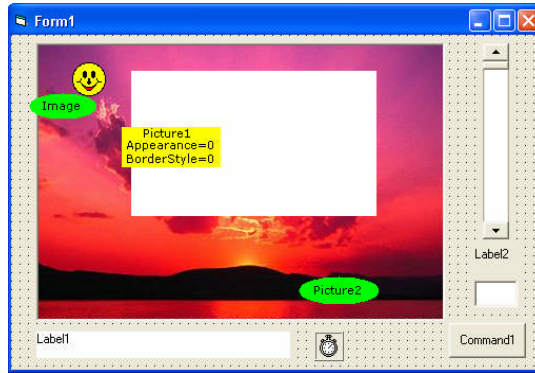 Form1
Image
Picture1
Appearance=0
BorderStyle=0
Label2
Picture2
Label1
Command1